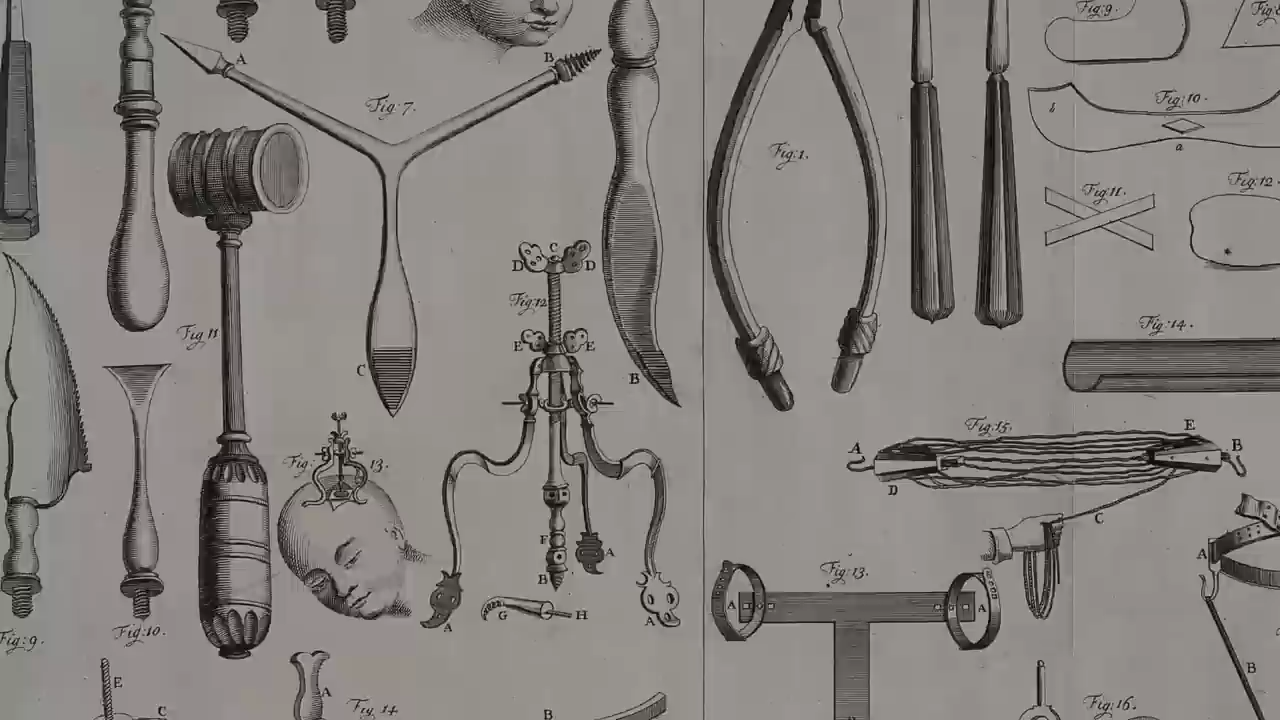 A
B
Fig: 7.
C
Fig. 11
Fig: 9.
Fig: 10.
D
C
D
Fig: 12
E
E
F
B
A
A
A
G
H
Fig. 13.
E
C
A
Fig. 14
B
B
Fig: 1.
Fig: 9.
b
Fig: 10.
a
Fig: 11.
Fig: 12.
Fig: 14.
Fig: 15.
A
E
B
D
C
Fig: 13.
A
A
A
B
Fig: 16.